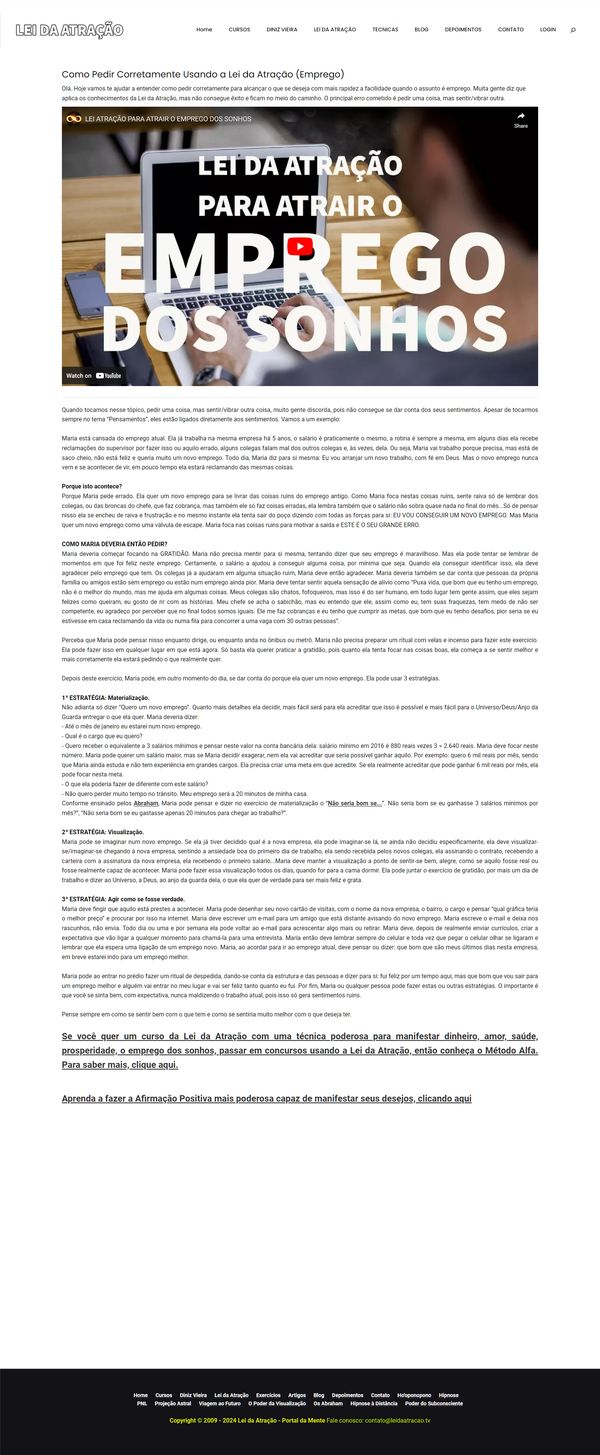 LEI DA ATRAÇÃO
Home CURSOS DINIZ VIEIRA LEI DA ATRAÇÃO TECNICAS BLOG DEPOIMENTOS CONTATO LOGIN
Como Pedir Corretamente Usando a Lei da Atração (Emprego)
Olá. Hoje vamos te ajudar a entender como pedir corretamente para alcançar o que se deseja com mais rapidez a facilidade quando o assunto é emprego. Muita gente diz que
aplica os conhecimentos da Lei da Atração, mas não consegue êxito e ficam no meio do caminho. O principal erro cometido é pedir uma coisa, mas sentir/vibrar outra.
LEI ATRAÇÃO PARA ATRAIR O EMPREGO DOS SONHOS
Share
LEI DA ATRAÇÃO
PARA ATRAIR O
EMPREGO
DOS SONHOS
Watch on YouTube
Quando tocamos nesse tópico, pedir uma coisa, mas sentir/vibrar outra coisa, muito gente discorda, pois não consegue se dar conta dos seus sentimentos. Apesar de tocarmos
sempre no tema “Pensamentos”, eles estão ligados diretamente aos sentimentos. Vamos a um exemplo:
Maria está cansada do emprego atual. Ela já trabalha na mesma empresa há 5 anos, o salário é praticamente o mesmo, a rotina é sempre a mesma, em alguns dias ela recebe
reclamações do supervisor por fazer isso ou aquilo errado, alguns colegas falam mal dos outros colegas e, às vezes, dela. Ou seja, Maria vai trabalho porque precisa, mas está de
saco cheio, não está feliz e queria muito um novo emprego. Todo dia, Maria diz para si mesma: Eu vou arranjar um novo trabalho, com fé em Deus. Mas o novo emprego nunca
vem e se acontecer de vir, em pouco tempo ela estará reclamando das mesmas coisas.
Porque isto acontece?
Porque Maria pede errado. Ela quer um novo emprego para se livrar das coisas ruins do emprego antigo. Como Maria foca nestas coisas ruins, sente raiva só de lembrar dos
colegas, ou das broncas do chefe, que faz cobrança, mas também ele só faz coisas erradas, ela lembra também que o salário não sobra quase nada no final do mês...Só de pensar
nisso ela se encheu de raiva e frustração e no mesmo instante ela tenta sair do poço dizendo com todas as forças para si: EU VOU CONSEGUIR UM NOVO EMPREGO. Mas Maria
quer um novo emprego como uma válvula de escape. Maria foca nas coisas ruins para motivar a saída e ESTE É O SEU GRANDE ERRO.
COMO MARIA DEVERIA ENTÃO PEDIR?
Maria deveria começar focando na GRATIDÃO. Maria não precisa mentir para si mesma, tentando dizer que seu emprego é maravilhoso. Mas ela pode tentar se lembrar de
momentos em que foi feliz neste emprego. Certamente, o salário a ajudou a conseguir alguma coisa, por mínima que seja. Quando ela conseguir identificar isso, ela deve
agradecer pelo emprego que tem. Os colegas já a ajudaram em alguma situação ruim, Maria deve então agradecer. Maria deveria também se dar conta que pessoas da própria
família ou amigos estão sem emprego ou estão num emprego ainda pior. Maria deve tentar sentir aquela sensação de alívio como “Puxa vida, que bom que eu tenho um emprego,
não é o melhor do mundo, mas me ajuda em algumas coisas. Meus colegas são chatos, fofoqueiros, mas isso é do ser humano, em todo lugar tem gente assim, que eles sejam
felizes como queiram, eu gosto de rir com as histórias. Meu chefe se acha o sabichão, mas eu entendo que ele, assim como eu, tem suas fraquezas, tem medo de não ser
competente, eu agradeço por perceber que no final todos somos iguais. Ele me faz cobranças e eu tenho que cumprir as metas, que bom que eu tenho desafios, pior seria se eu
estivesse em casa reclamando da vida ou numa fila para concorrer a uma vaga com 30 outras pessoas”.
Perceba que Maria pode pensar nisso enquanto dirige, ou enquanto anda no ônibus ou metrô. Maria não precisa preparar um ritual com velas e incenso para fazer este exercício.
Ela pode fazer isso em qualquer lugar em que está agora. Só basta ela querer praticar a gratidão, pois quanto ela tenta focar nas coisas boas, ela começa a se sentir melhor e
mais corretamente ela estará pedindo o que realmente quer.
Depois deste exercício, Maria pode, em outro momento do dia, se dar conta do porque ela quer um novo emprego. Ela pode usar 3 estratégias.
1ª ESTRATÉGIA: Materialização.
Não adianta só dizer “Quero um novo emprego”. Quanto mais detalhes ela decidir, mais fácil será para ela acreditar que isso é possível e mais fácil para o Universo/Deus/Anjo da
Guarda entregar o que ela quer. Maria deveria dizer:
- Até o mês de janeiro eu estarei num novo emprego.
- Qual é o cargo que eu quero?
- Quero receber o equivalente a 3 salários mínimos e pensar neste valor na conta bancária dela: salário mínimo em 2016 é 880 reais vezes 3 = 2.640 reais. Maria deve focar neste
número. Maria pode querer um salário maior, mas se Maria decidir exagerar, nem ela vai acreditar que seria possível ganhar aquilo. Por exemplo: quero 6 mil reais por mês, sendo
que Maria ainda estuda e não tem experiência em grandes cargos. Ela precisa criar uma meta em que acredite. Se ela realmente acreditar que pode ganhar 6 mil reais por mês, ela
pode focar nesta meta.
- O que ela poderia fazer de diferente com este salário?
- Não quero perder muito tempo no trânsito. Meu emprego será a 20 minutos de minha casa.
Conforme ensinado pelos Abraham, Maria pode pensar e dizer no exercício de materialização o “Não seria bom se...”. Não seria bom se eu ganhasse 3 salários mínimos por
mês?”, “Não seria bom se eu gastasse apenas 20 minutos para chegar ao trabalho?”.
2ª ESTRATÉGIA: Visualização.
Maria pode se imaginar num novo emprego. Se ela já tiver decidido qual é a nova empresa, ela pode imaginar-se lá, se ainda não decidiu especificamente, ela deve visualizar-
se/imaginar-se chegando à nova empresa, sentindo a ansiedade boa do primeiro dia de trabalho, ela sendo recebida pelos novos colegas, ela assinando o contrato, recebendo a
carteira com a assinatura da nova empresa, ela recebendo o primeiro salário...Maria deve manter a visualização a ponto de sentir-se bem, alegre, como se aquilo fosse real ou
fosse realmente capaz de acontecer. Maria pode fazer essa visualização todos os dias, quando for para a cama dormir. Ela pode juntar o exercício de gratidão, por mais um dia de
trabalho e dizer ao Universo, a Deus, ao anjo da guarda dela, o que ela quer de verdade para ser mais feliz e grata.
3ª ESTRATÉGIA: Agir como se fosse verdade.
Maria deve fingir que aquilo está prestes a acontecer. Maria pode desenhar seu novo cartão de visitas, com o nome da nova empresa, o bairro, o cargo e pensar “qual gráfica teria
o melhor preço” e procurar por isso na internet. Maria deve escrever um e-mail para um amigo que está distante avisando do novo emprego. Maria escreve o e-mail e deixa nos
rascunhos, não envia. Todo dia ou uma e por semana ela pode voltar ao e-mail para acrescentar algo mais ou retirar. Maria deve, depois de realmente enviar currículos, criar a
expectativa que vão ligar a qualquer momento para chamá-la para uma entrevista. Maria então deve lembrar sempre do celular e toda vez que pegar o celular olhar se ligaram e
lembrar que ela espera uma ligação de um emprego novo. Maria, ao acordar para ir ao emprego atual, deve pensar ou dizer: que bom que são meus últimos dias nesta empresa,
em breve estarei indo para um emprego melhor.
Maria pode ao entrar no prédio fazer um ritual de despedida, dando-se conta da estrutura e das pessoas e dizer para si: fui feliz por um tempo aqui, mas que bom que vou sair para
um emprego melhor e alguém vai entrar no meu lugar e vai ser feliz tanto quanto eu fui. Por fim, Maria ou qualquer pessoa pode fazer estas ou outras estratégias. O importante é
que você se sinta bem, com expectativa, nunca maldizendo o trabalho atual, pois isso só gera sentimentos ruins.
Pense sempre em como se sentir bem com o que tem e como se sentiria muito melhor com o que deseja ter.
Se você quer um curso da Lei da Atração com uma técnica poderosa para manifestar dinheiro, amor, saúde,
prosperidade, o emprego dos sonhos, passar em concursos usando a Lei da Atração, então conheça o Método Alfa.
Para saber mais, clique aqui.
Aprenda a fazer a Afirmação Positiva mais poderosa capaz de manifestar seus desejos, clicando aqui
Home Cursos Diniz Vieira Lei da Atração Exercícios Artigos Blog Depoimentos Contato Ho'oponopono Hipnose
PNL Projeção Astral Viagem ao Futuro O Poder da Visualização Os Abraham Hipnose à Distância Poder do Subconsciente
Copyright © 2009 - 2024 Lei da Atração - Portal da Mente Fale conosco: contato@leidaatracao.tv